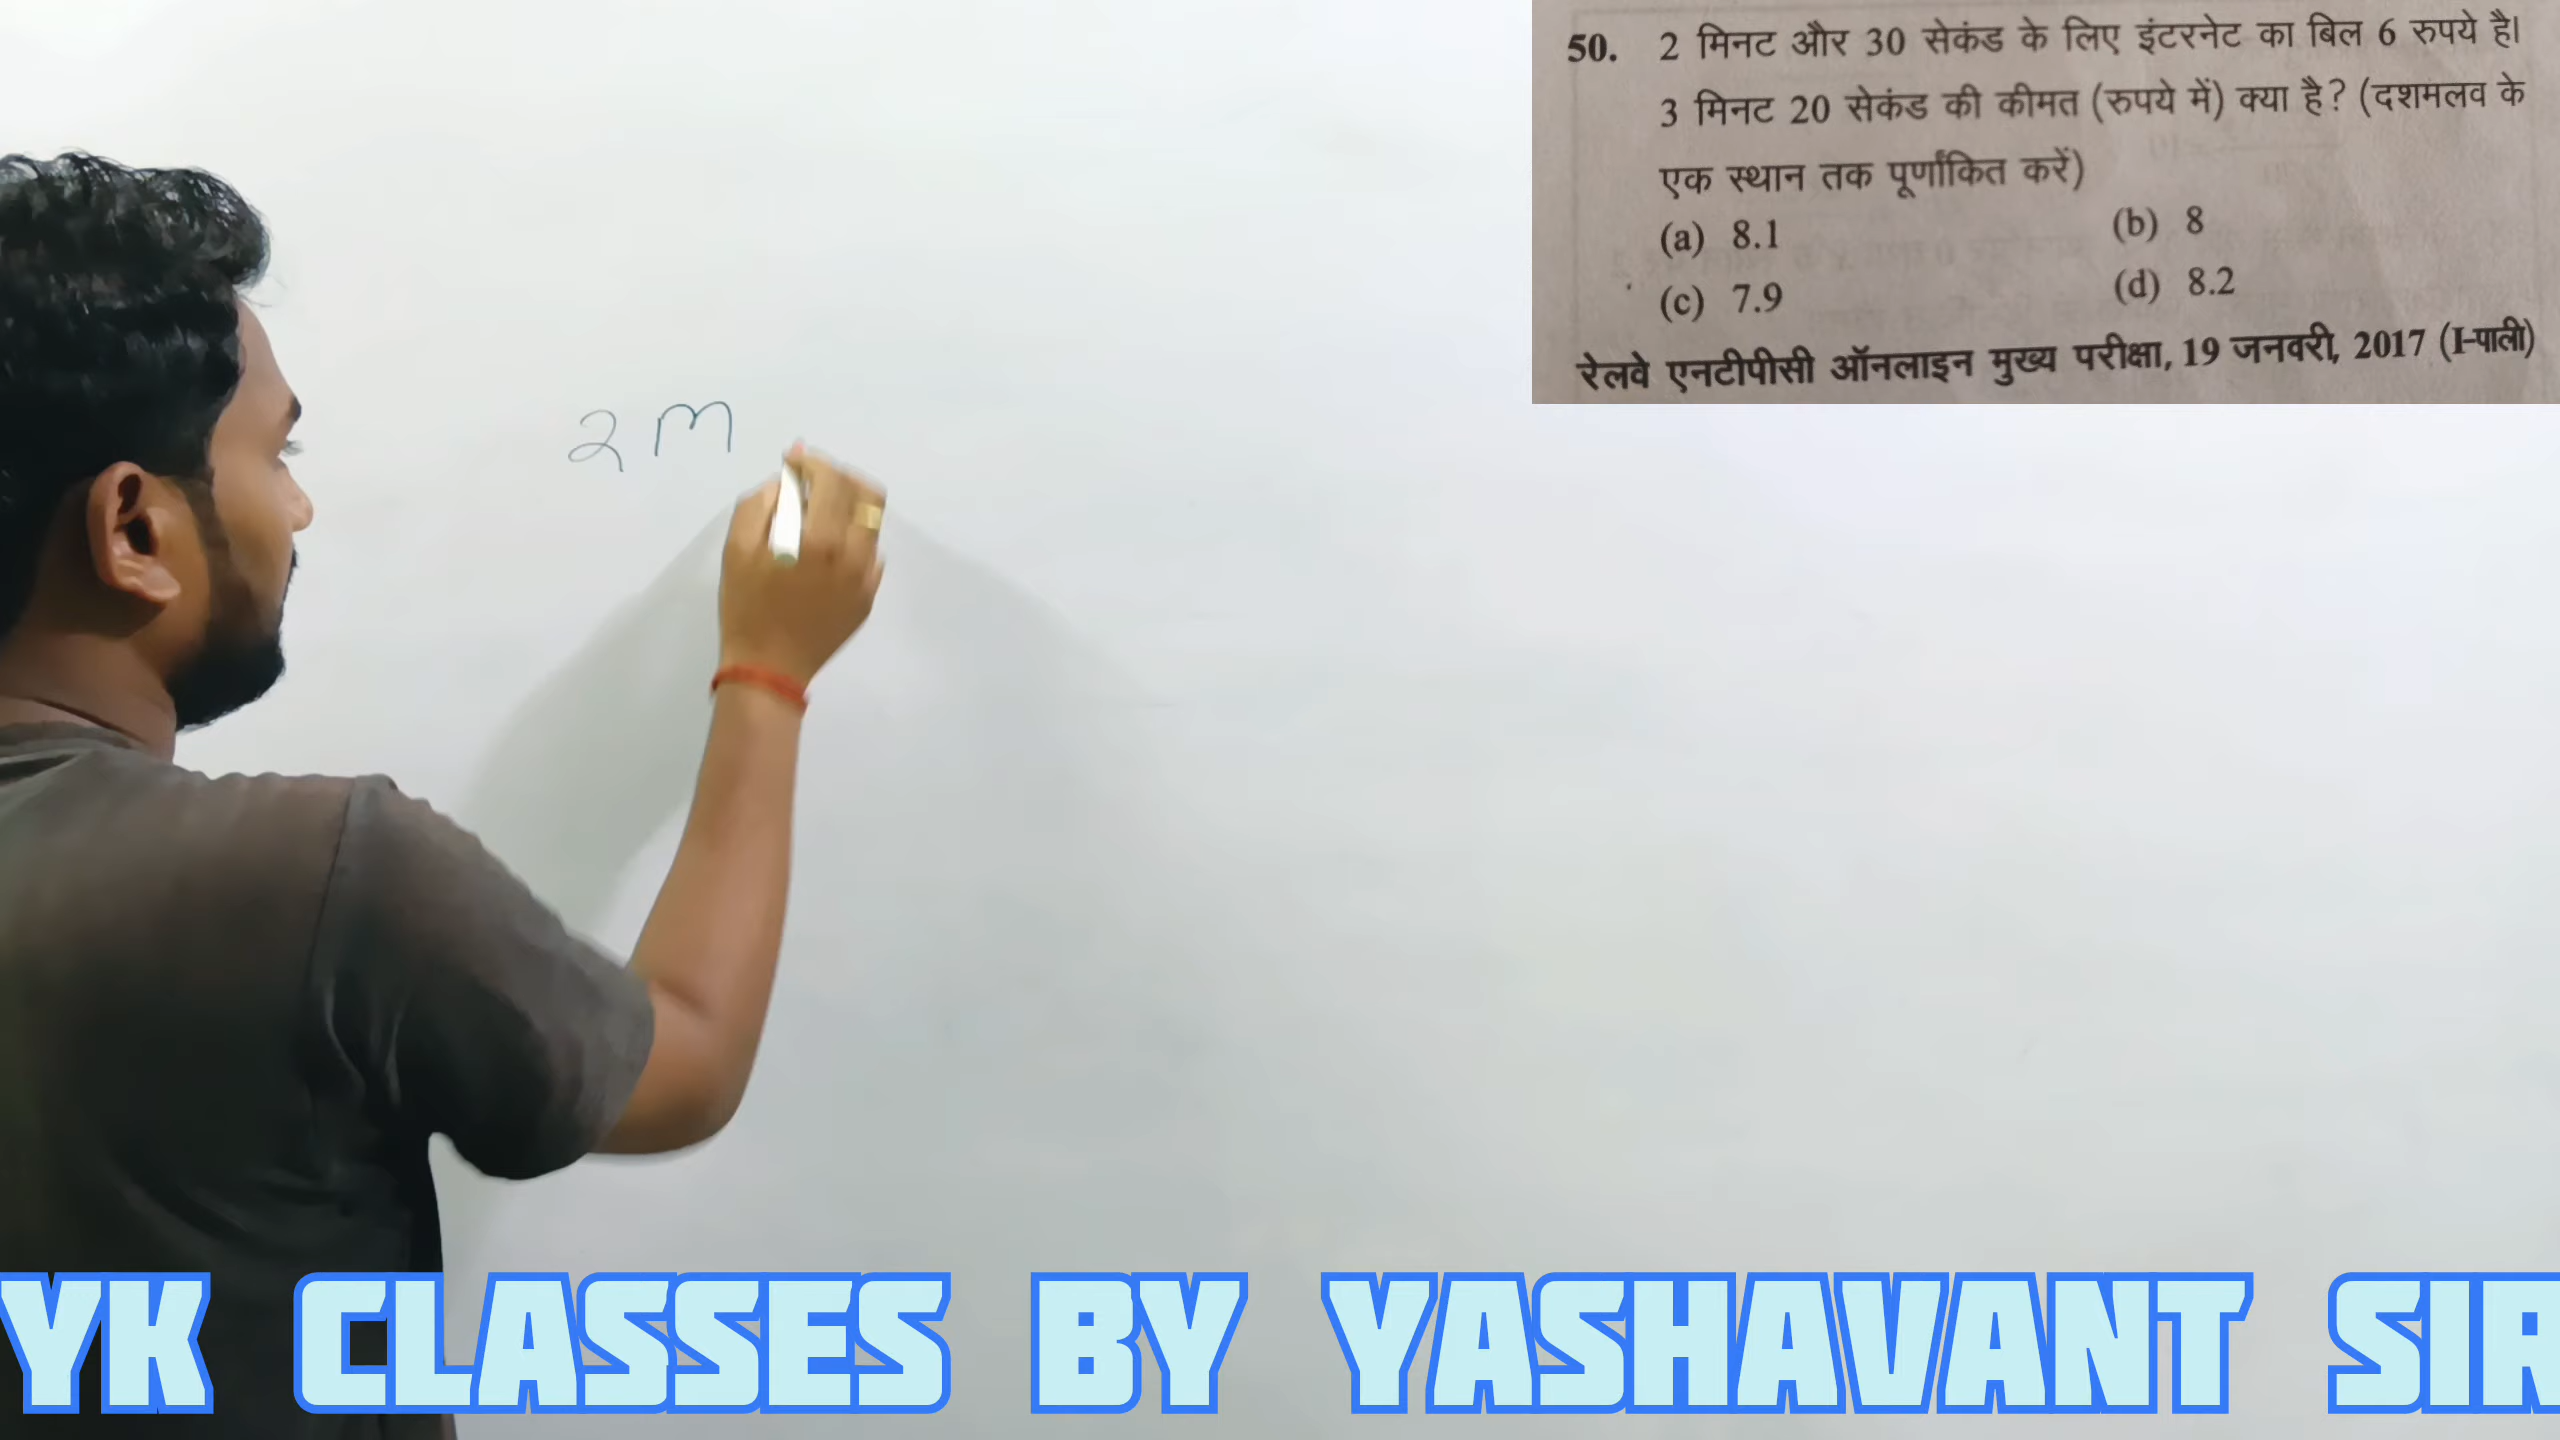 50. 2 मिनट और 30 सेकंड के लिए इंटरनेट का बिल 6 रुपये है।
3 मिनट 20 सेकंड की कीमत (रुपये में) क्या है? (दशमलव के
एक स्थान तक पूर्णांकित करें)
(a) 8.1 (b) 8
(c) 7.9 (d) 8.2
रेलवे एनटीपीसी ऑनलाइन मुख्य परीक्षा, 19 जनवरी, 2017 (I-पाली)
2 m
YK CLASSES BY YASHAVANT SIR